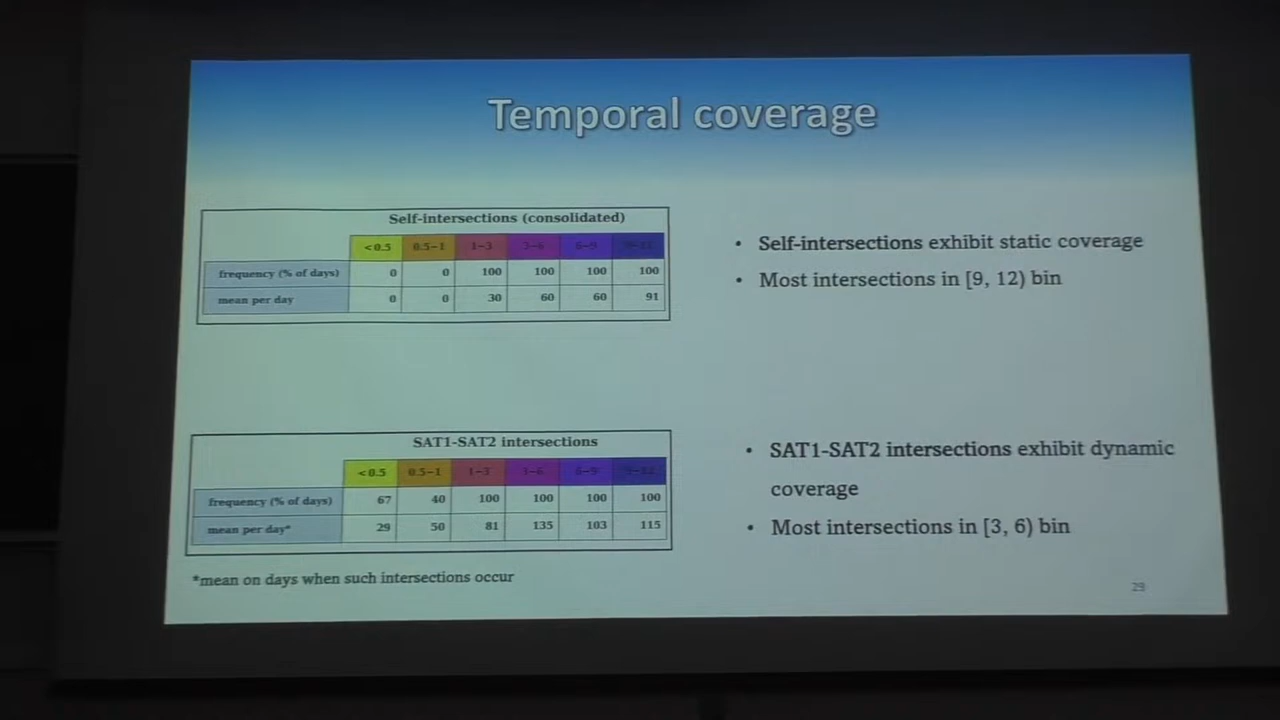 Temporal coverage
Self-intersections (consolidated)
<0.5 0.5–1 1–3 3–6 6–9 9–12
frequency (% of days) 0 0 100 100 100 100
mean per day 0 0 30 60 60 91
• Self-intersections exhibit static coverage
• Most intersections in [9, 12) bin
SAT1-SAT2 intersections
<0.5 0.5–1 1–3 3–6 6–9 9–12
frequency (% of days) 67 40 100 100 100 100
mean per day* 29 50 81 135 103 115
*mean on days when such intersections occur
• SAT1-SAT2 intersections exhibit dynamic
coverage
• Most intersections in [3, 6) bin
29